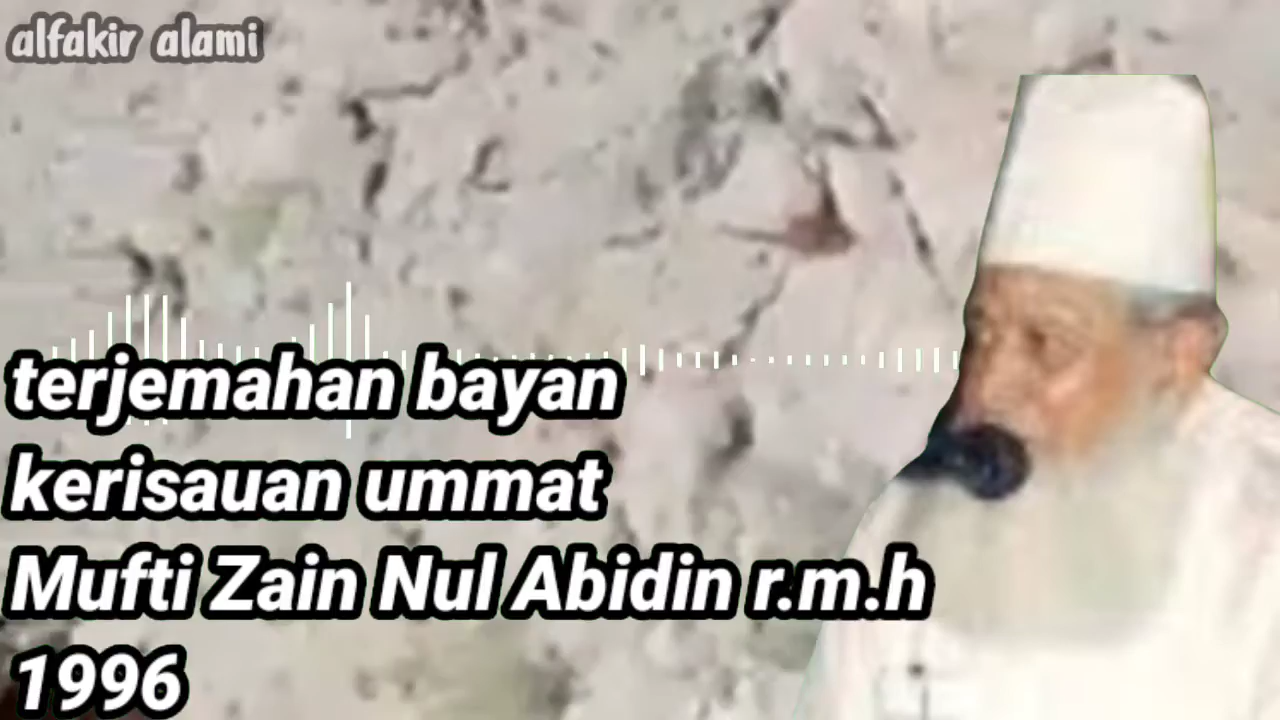 alfakir alami
terjemahan bayan
kerisauan ummat
Mufti Zain Nul Abidin r.m.h
1996